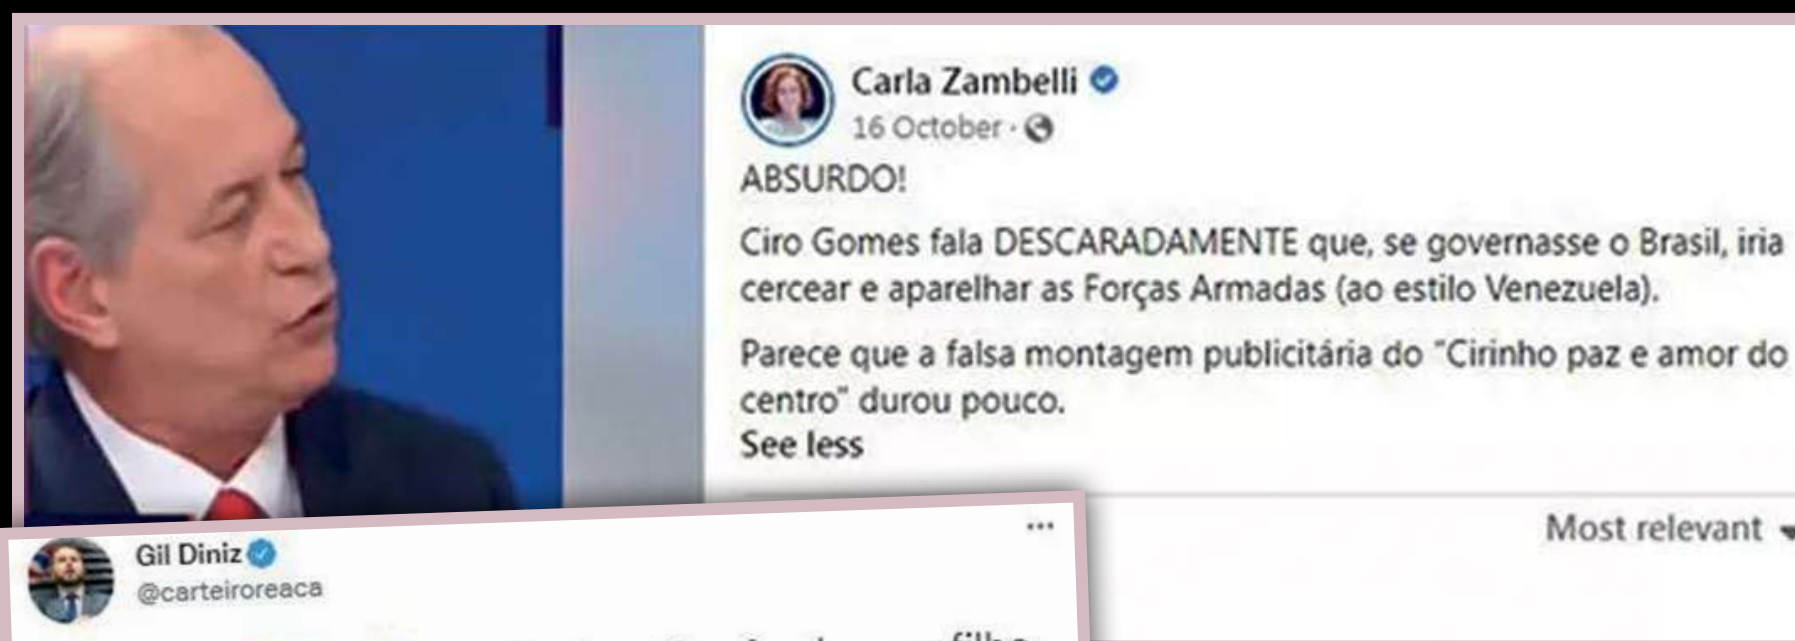 Carla Zambelli
16 October ·
ABSURDO!
Ciro Gomes fala DESCARADAMENTE que, se governasse o Brasil, iria
cercear e aparelhar as Forças Armadas (ao estilo Venezuela).
Parece que a falsa montagem publicitária do "Cirinho paz e amor do
centro" durou pouco.
See less
Most relevant
...
Gil Diniz
@carteiroreaca
filho